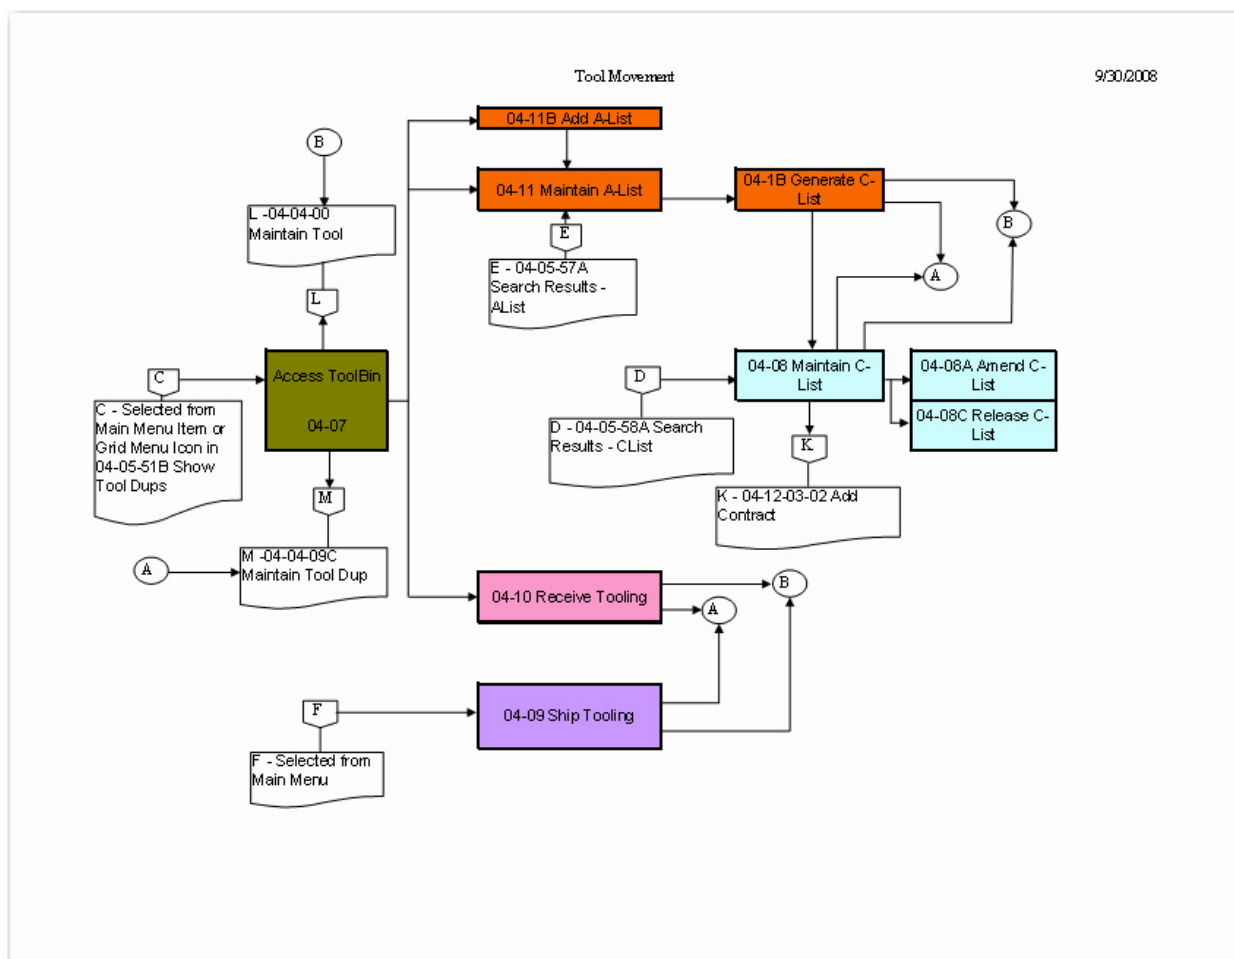 Tool Movement
9/30/2008
04-11B Add A-List
B
04-11 Maintain A-List
04-1B Generate C-
List
L -04-04-00
Maintain Tool
B
E
E - 04-05-57A
Search Results -
AList
A
L
Access ToolBin
04-07
C
C - Selected from
Main Menu Item or
Grid Menu Icon in
04-05-51B Show
Tool Dups
D
D - 04-05-58A Search
Results - CList
04-08 Maintain C-
List
04-08A Amend C-
List
04-08C Release C-
List
K
K - 04-12-03-02 Add
Contract
M
M -04-04-09C
Maintain Tool Dup
A
04-10 Receive Tooling
B
A
04-09 Ship Tooling
F
F - Selected from
Main Menu